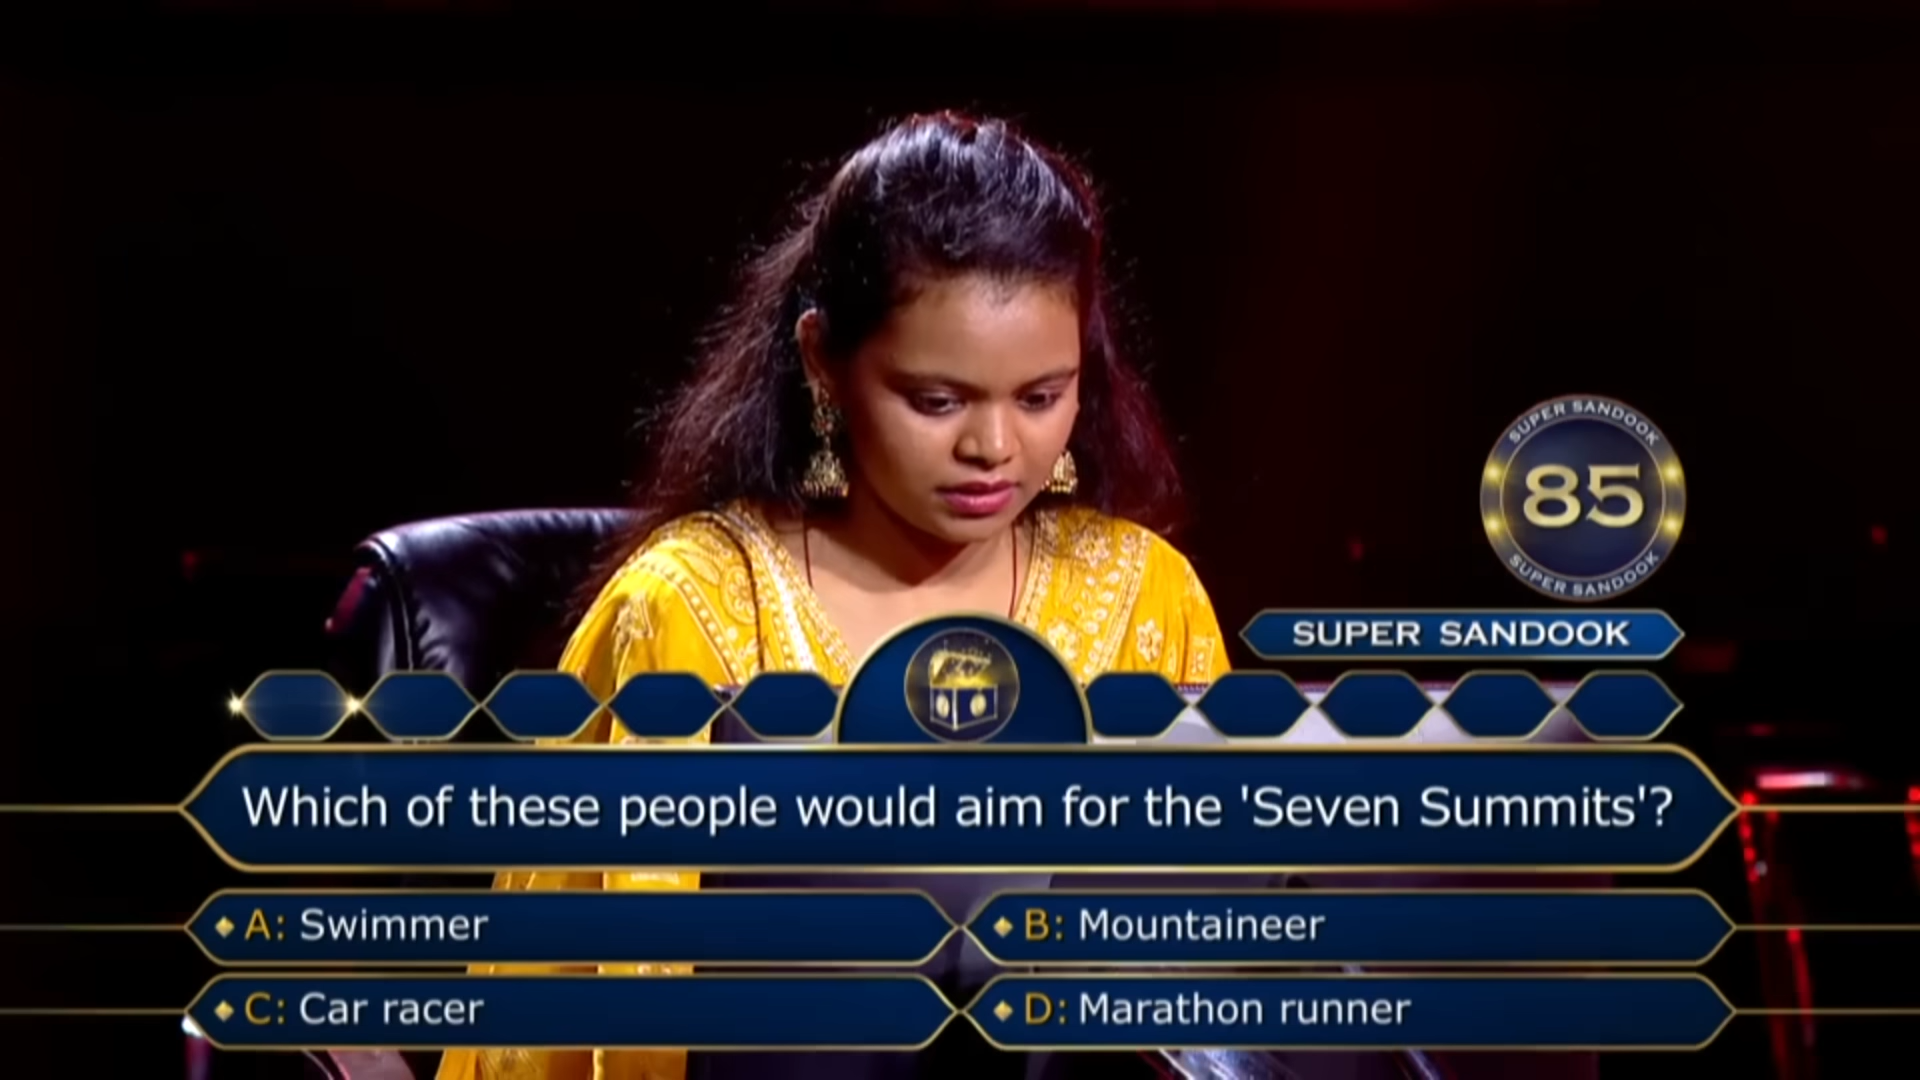 SUPER SANDOOK
85
SUPER SANDOOK
SUPER SANDOOK
Which of these people would aim for the 'Seven Summits'?
A: Swimmer
B: Mountaineer
C: Car racer
D: Marathon runner